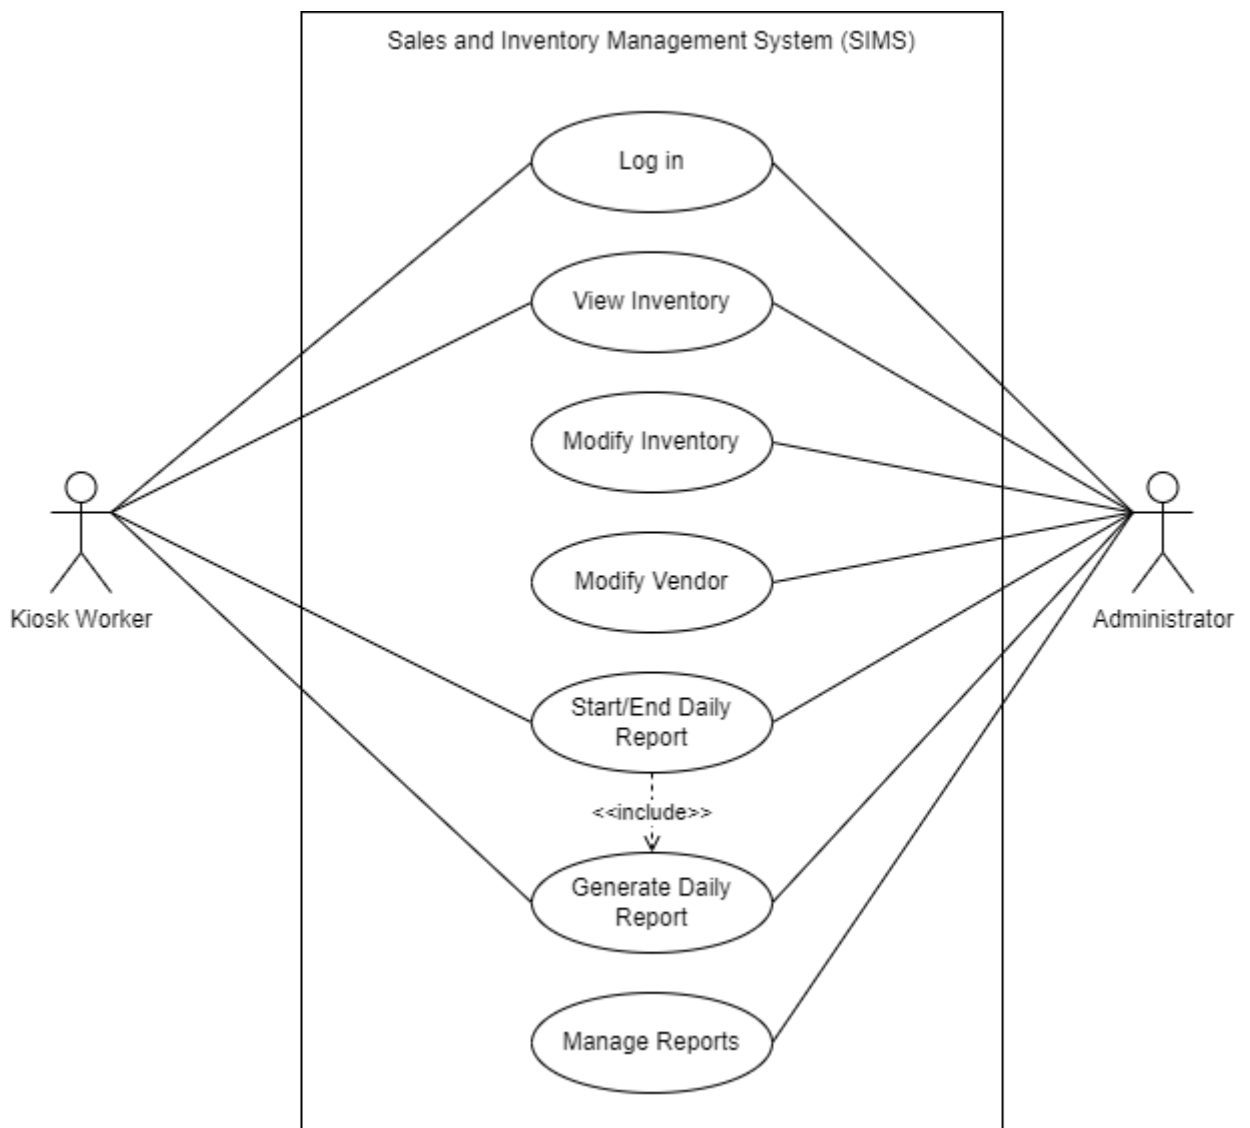 Sales and Inventory Management System (SIMS)
Log in
View Inventory
Modify Inventory
Modify Vendor
Kiosk Worker
Administrator
Start/End Daily
Report
<<include>>
Generate Daily
Report
Manage Reports